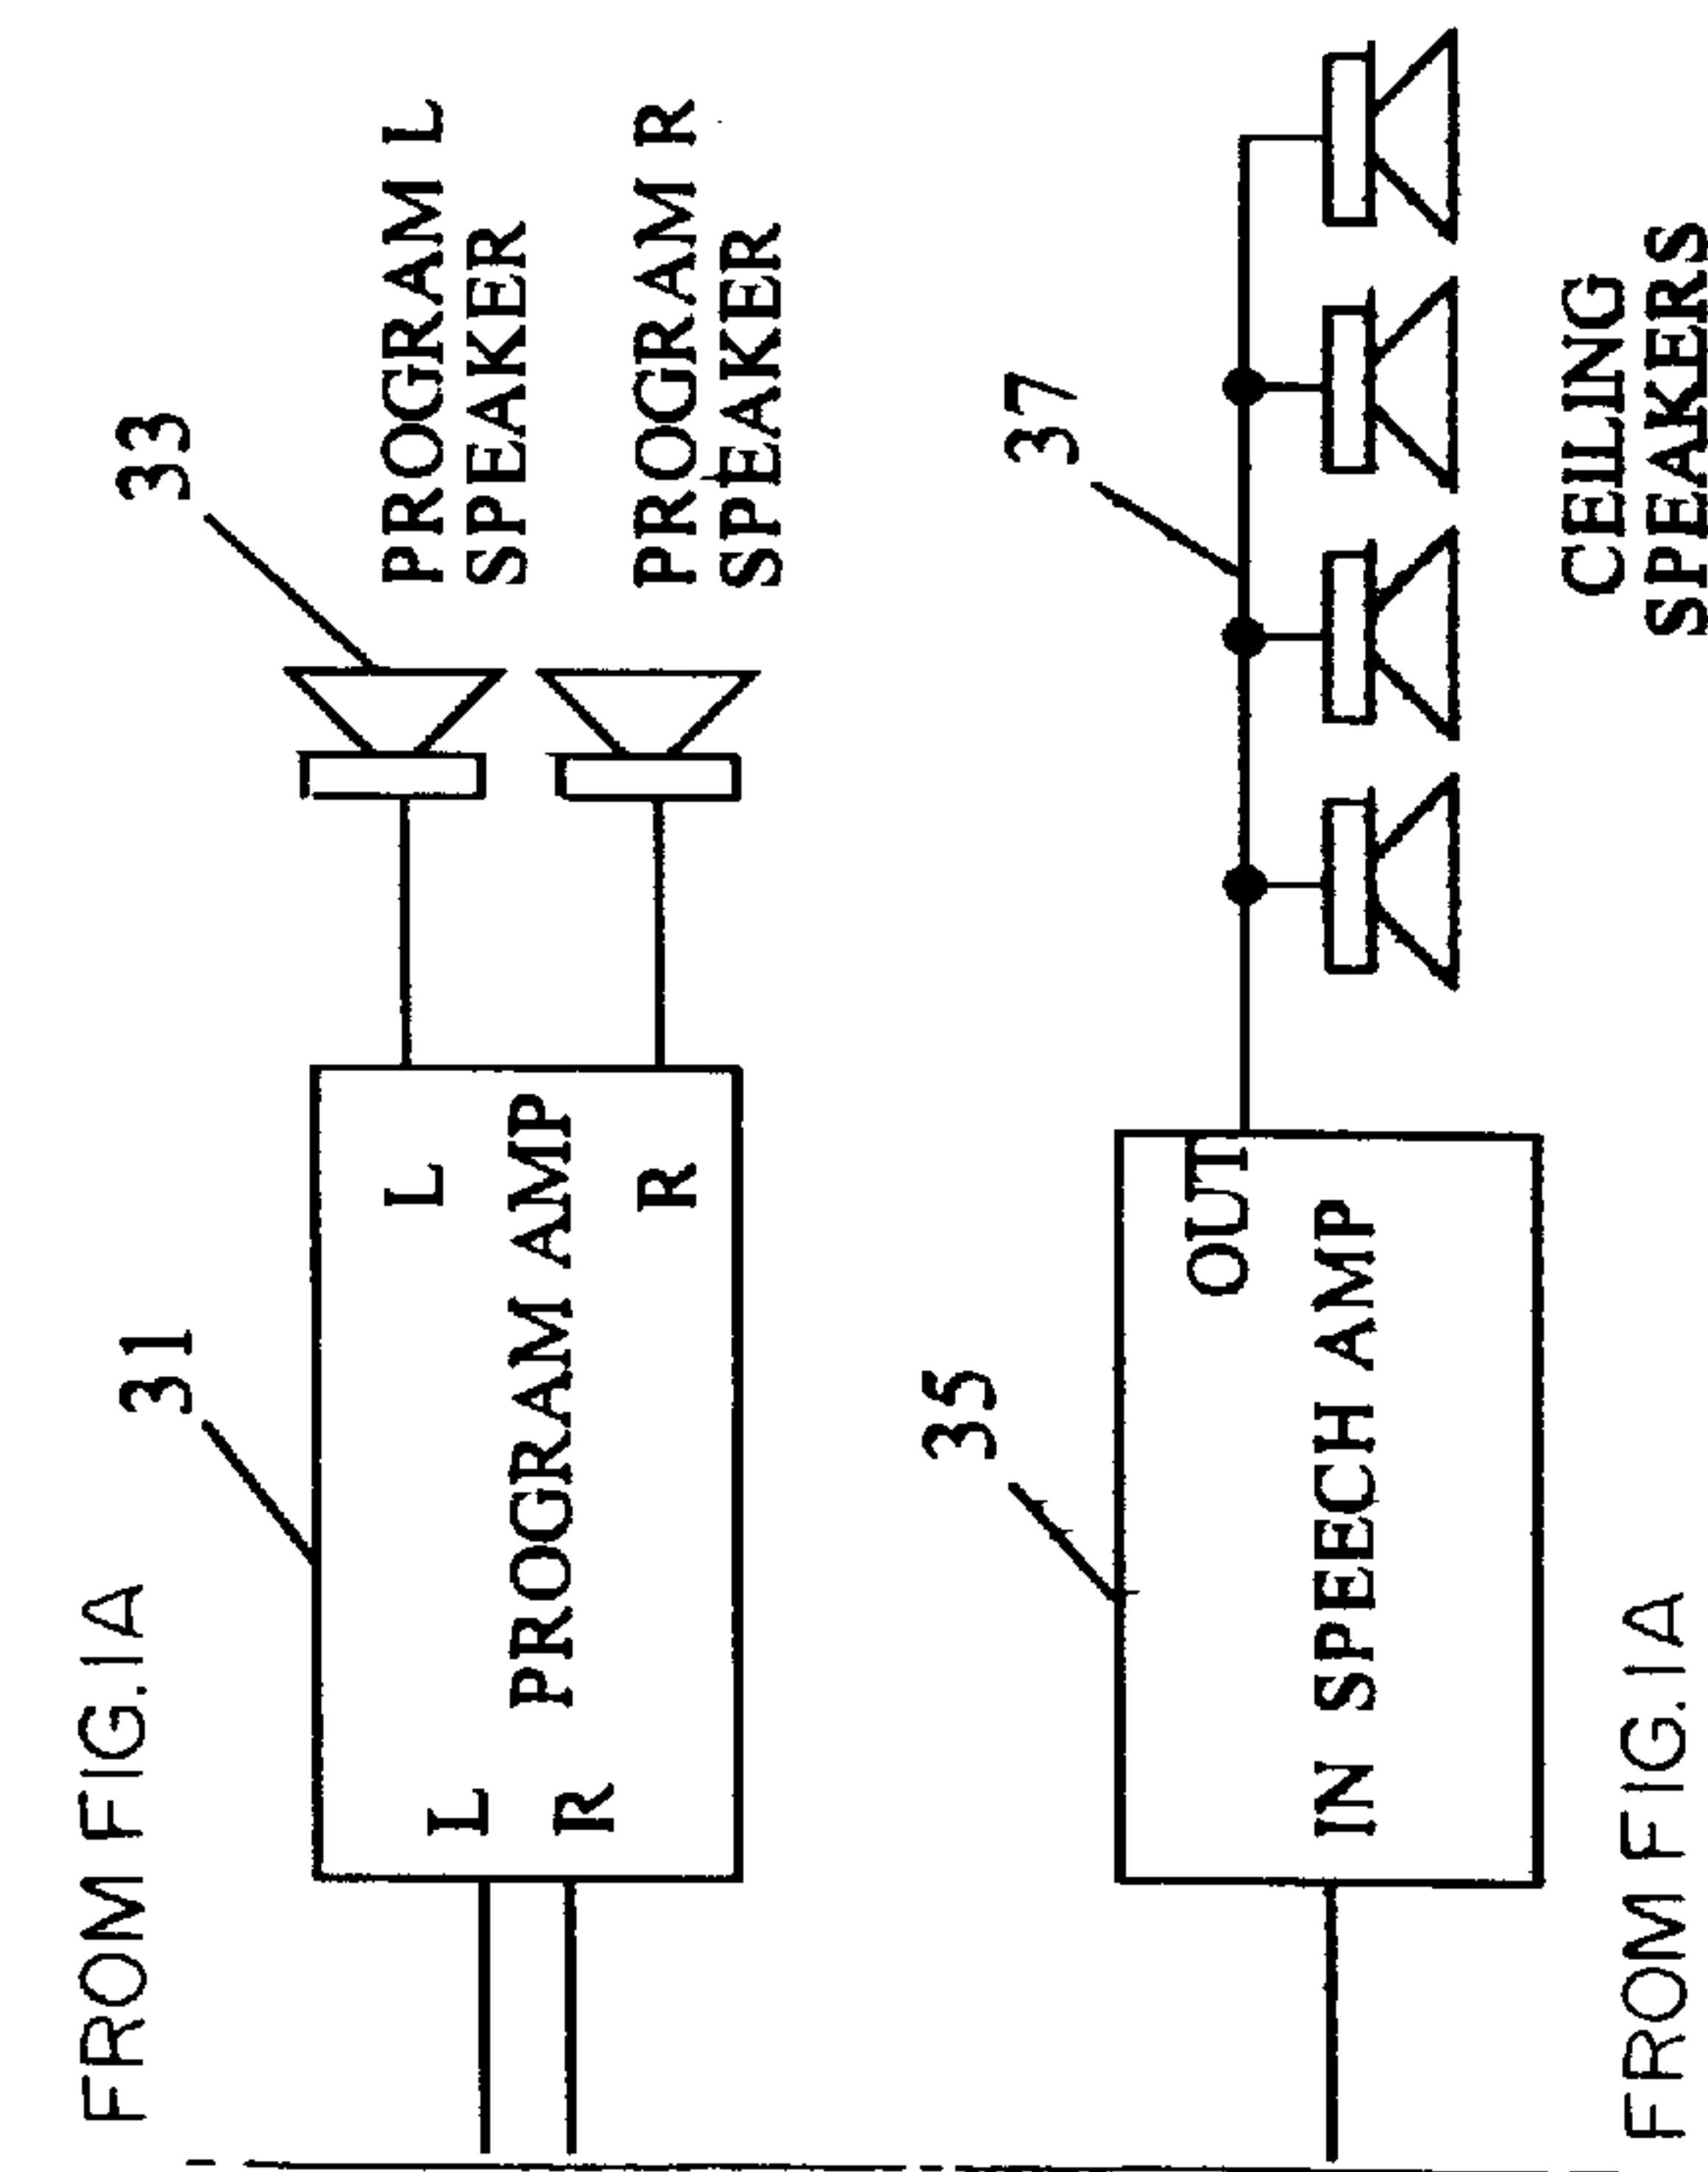 FROM FIG.1A
31
33
L
L
PROGRAM L
SPEAKER
PROGRAM AMP
R
R
PROGRAM R
SPEAKER
35
37
OUT
IN SPEECH AMP
CEILING
SPEAKERS
FROM FIG.1A